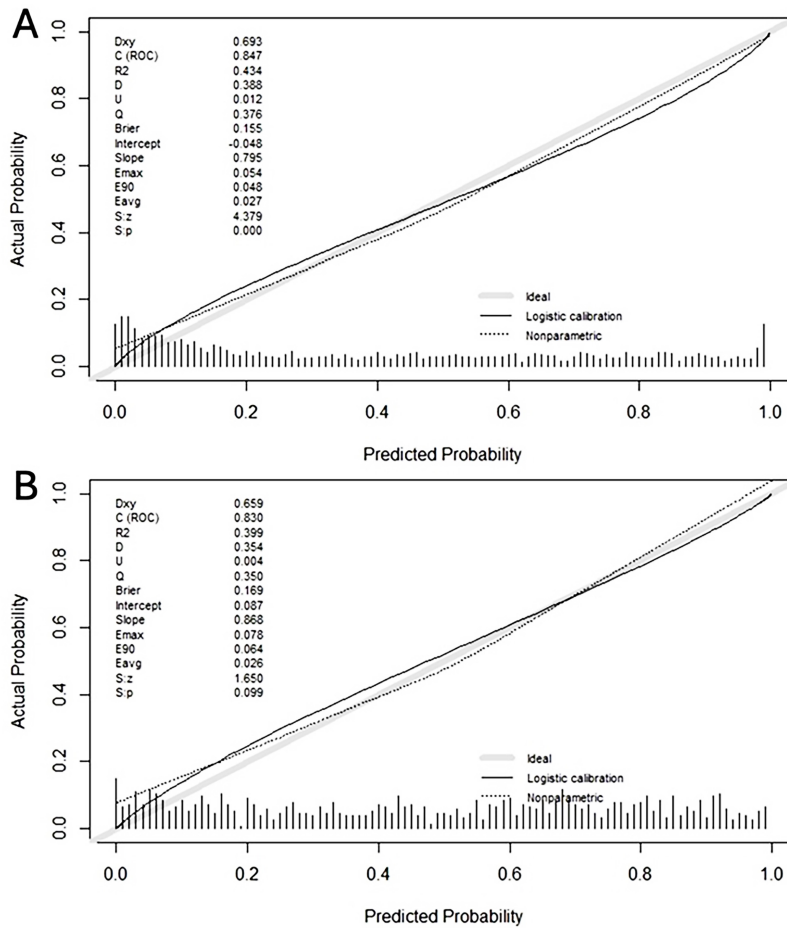 A
Dxy 0.693
C (ROC) 0.847
R2 0.434
D 0.388
U 0.012
Q 0.376
Brier 0.155
Intercept -0.048
Slope 0.795
Emax 0.054
E90 0.048
Eavg 0.027
S:z 4.379
S:p 0.000
Actual Probability
1.0
0.8
0.6
0.4
0.2
0.0
Ideal
Logistic calibration
Nonparametric
0.0 0.2 0.4 0.6 0.8 1.0
Predicted Probability
B
Dxy 0.659
C (ROC) 0.830
R2 0.399
D 0.354
U 0.004
Q 0.350
Brier 0.169
Intercept 0.087
Slope 0.868
Emax 0.078
E90 0.064
Eavg 0.026
S:z 1.650
S:p 0.099
Actual Probability
1.0
0.8
0.6
0.4
0.2
0.0
Ideal
Logistic calibration
Nonparametric
0.0 0.2 0.4 0.6 0.8 1.0
Predicted Probability